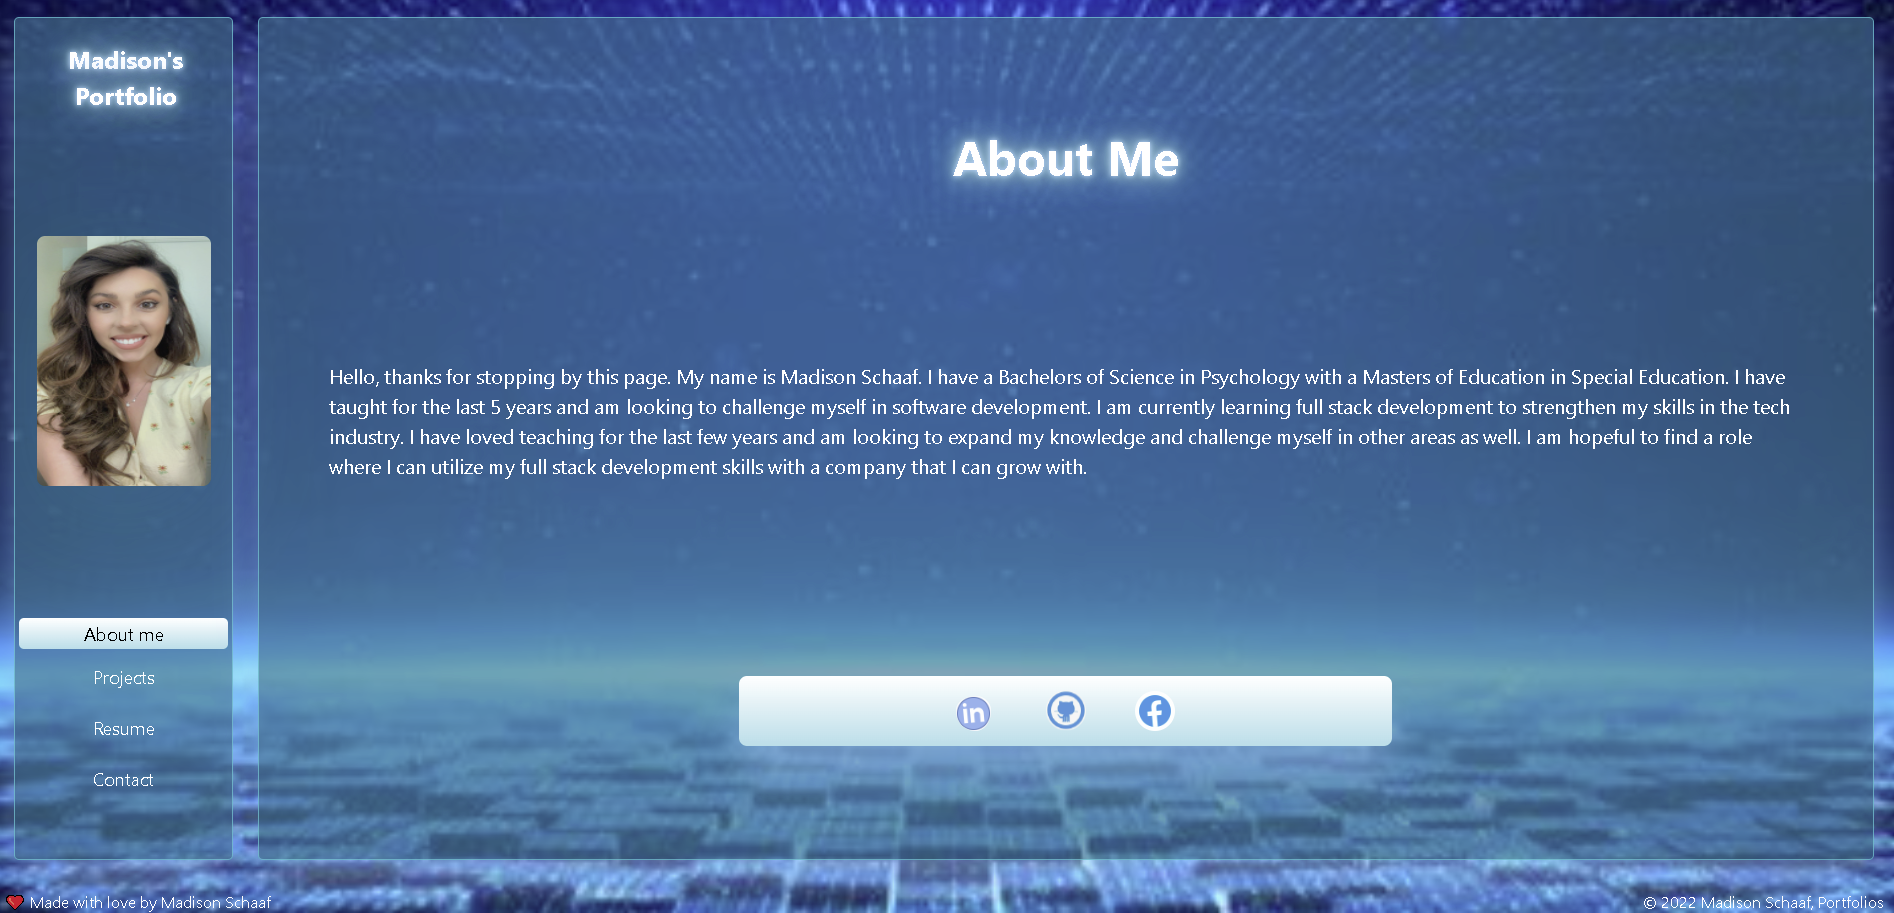 Madison's
Portfolio
About me
Projects
Resume
Contact
About Me
Hello, thanks for stopping by this page. My name is Madison Schaaf. I have a Bachelors of Science in Psychology with a Masters of Education in Special Education. I have
taught for the last 5 years and am looking to challenge myself in software development. I am currently learning full stack development to strengthen my skills in the tech
industry. I have loved teaching for the last few years and am looking to expand my knowledge and challenge myself in other areas as well. I am hopeful to find a role
where I can utilize my full stack development skills with a company that I can grow with.
in
Made with love by Madison Schaaf
© 2022 Madison Schaaf, Portfolios